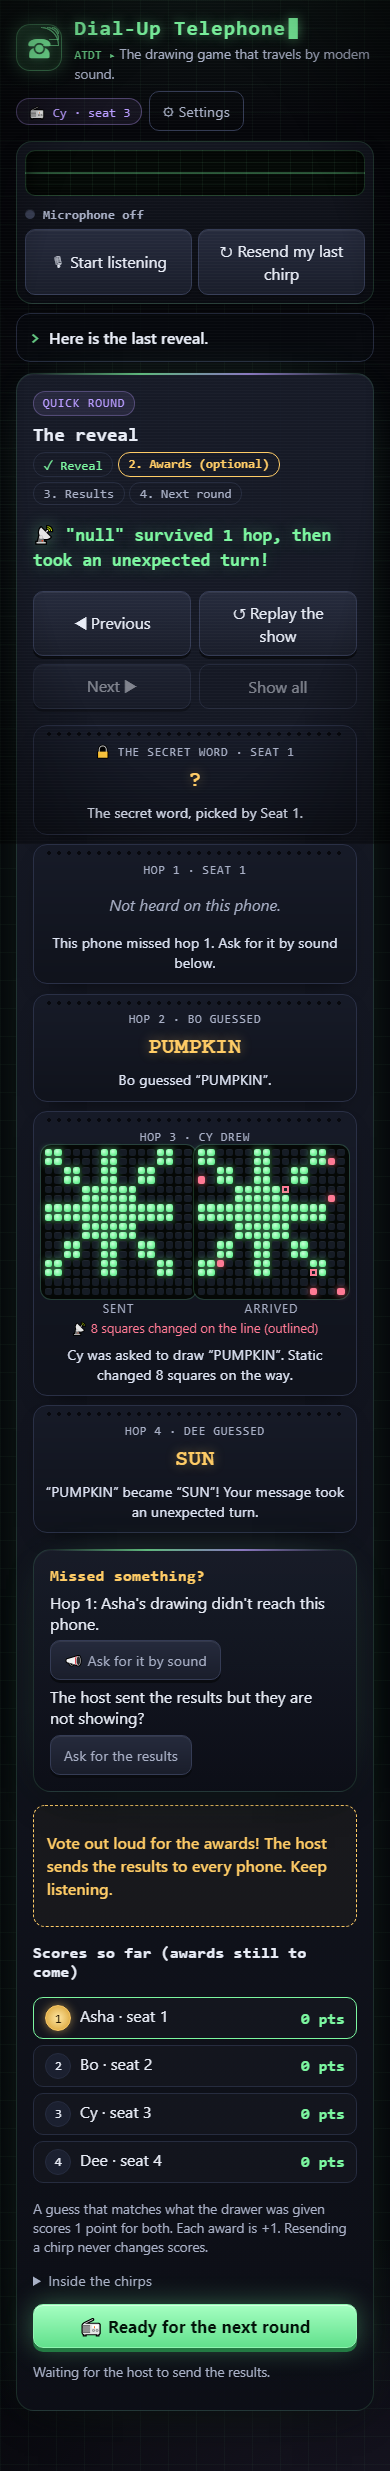 Dial-Up Telephone
ATDT ▸ The drawing game that travels by modem
sound.
📻 Cy · seat 3
⚙ Settings
Microphone off
🎙 Start listening
↻ Resend my last
chirp
> Here is the last reveal.
QUICK ROUND
The reveal
✓ Reveal
2. Awards (optional)
3. Results
4. Next round
📡 "null" survived 1 hop, then
took an unexpected turn!
◀ Previous
↺ Replay the
show
Next ▶
Show all
🔒 THE SECRET WORD · SEAT 1
?
The secret word, picked by Seat 1.
HOP 1 · SEAT 1
Not heard on this phone.
This phone missed hop 1. Ask for it by sound
below.
HOP 2 · BO GUESSED
PUMPKIN
Bo guessed “PUMPKIN”.
HOP 3 · CY DREW
SENT
ARRIVED
📡 8 squares changed on the line (outlined)
Cy was asked to draw “PUMPKIN”. Static
changed 8 squares on the way.
HOP 4 · DEE GUESSED
SUN
“PUMPKIN” became “SUN”! Your message took
an unexpected turn.
Missed something?
Hop 1: Asha's drawing didn't reach this
phone.
📢 Ask for it by sound
The host sent the results but they are
not showing?
Ask for the results
Vote out loud for the awards! The host
sends the results to every phone. Keep
listening.
Scores so far (awards still to
come)
1 Asha · seat 1 0 pts
2 Bo · seat 2 0 pts
3 Cy · seat 3 0 pts
4 Dee · seat 4 0 pts
A guess that matches what the drawer was given
scores 1 point for both. Each award is +1. Resending
a chirp never changes scores.
▶ Inside the chirps
📻 Ready for the next round
Waiting for the host to send the results.